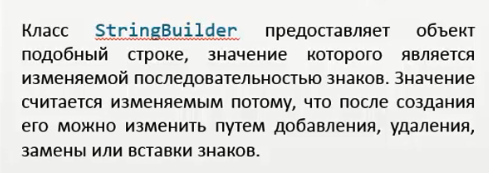 Класс StringBuilder предоставляет объект
подобный строке, значение которого является
изменяемой последовательностью знаков. Значение
считается изменяемым потому, что после создания
его можно изменить путем добавления, удаления,
замены или вставки знаков.